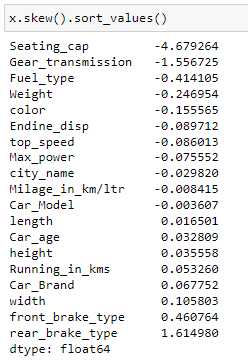 x.skew().sort_values()
Seating_cap -4.679264
Gear_transmission -1.556725
Fuel_type -0.414105
Weight -0.246954
color -0.155565
Endine_disp -0.089712
top_speed -0.086013
Max_power -0.075552
city_name -0.029820
Milage_in_km/ltr -0.008415
Car_Model -0.003607
length 0.016501
Car_age 0.032809
height 0.035558
Running_in_kms 0.053260
Car_Brand 0.067752
width 0.105803
front_brake_type 0.460764
rear_brake_type 1.614980
dtype: float64